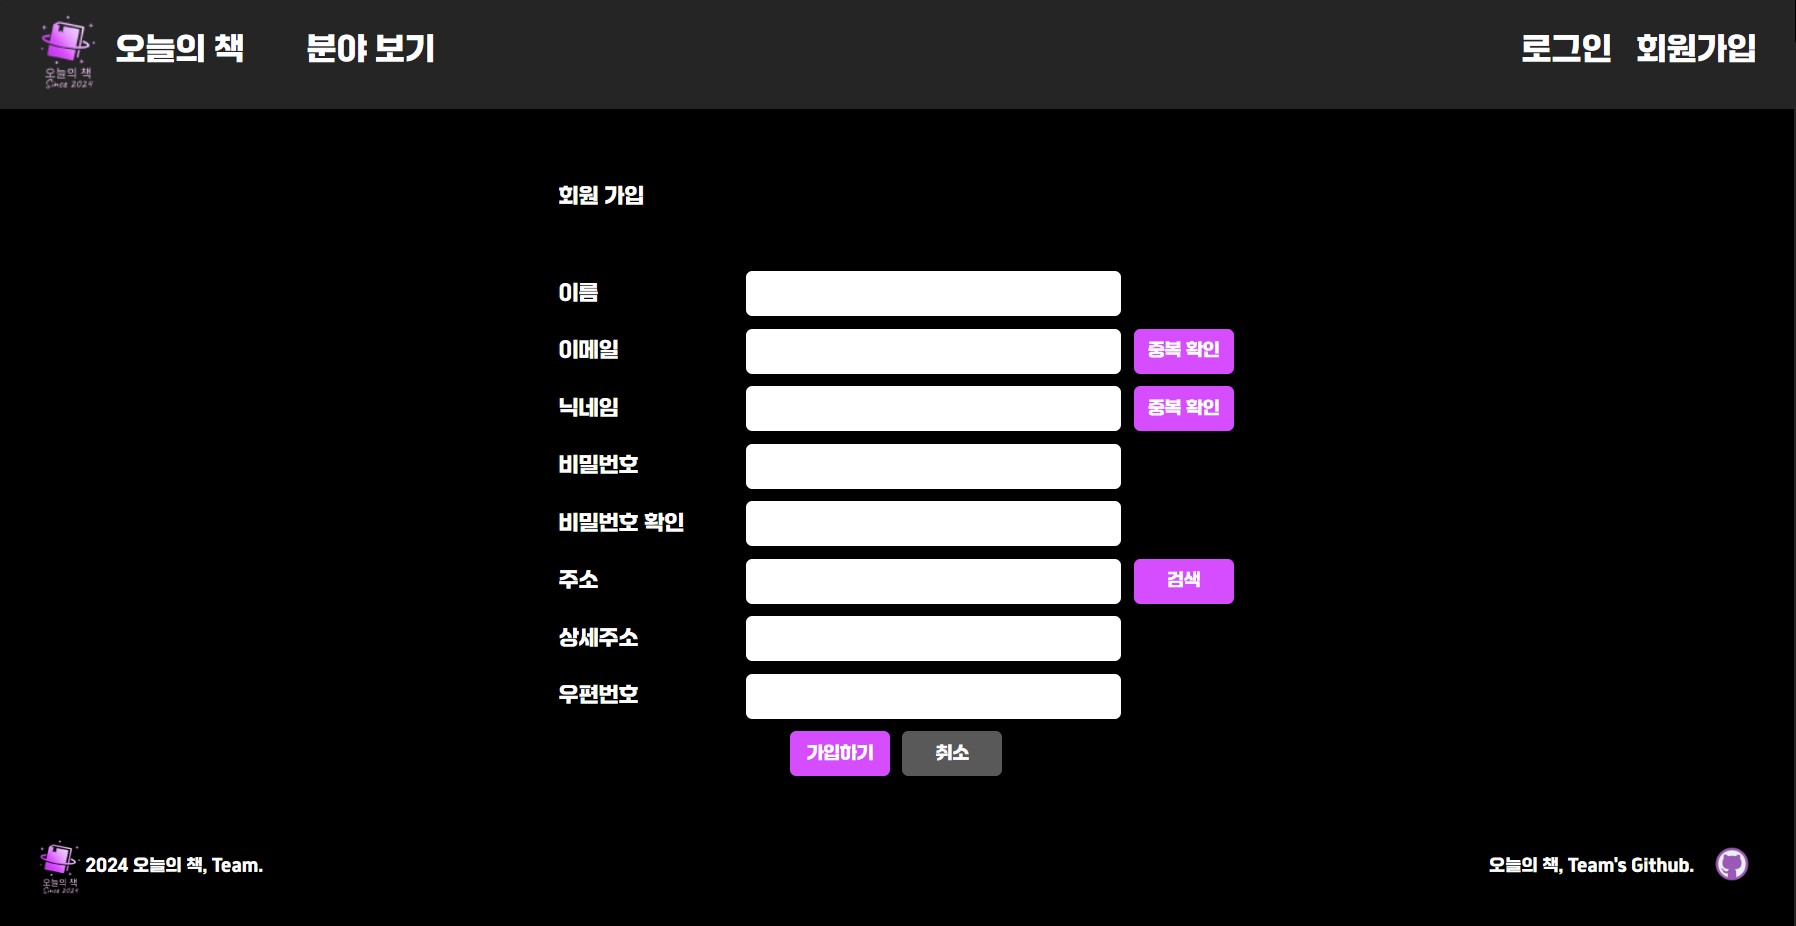 오늘의 책
Since 2024
오늘의 책 분야 보기 로그인 회원가입
회원 가입
이름
이메일 중복 확인
닉네임 중복 확인
비밀번호
비밀번호 확인
주소 검색
상세주소
우편번호
가입하기 취소
오늘의 책
Since 2024
2024 오늘의 책, Team. 오늘의 책, Team's Github.